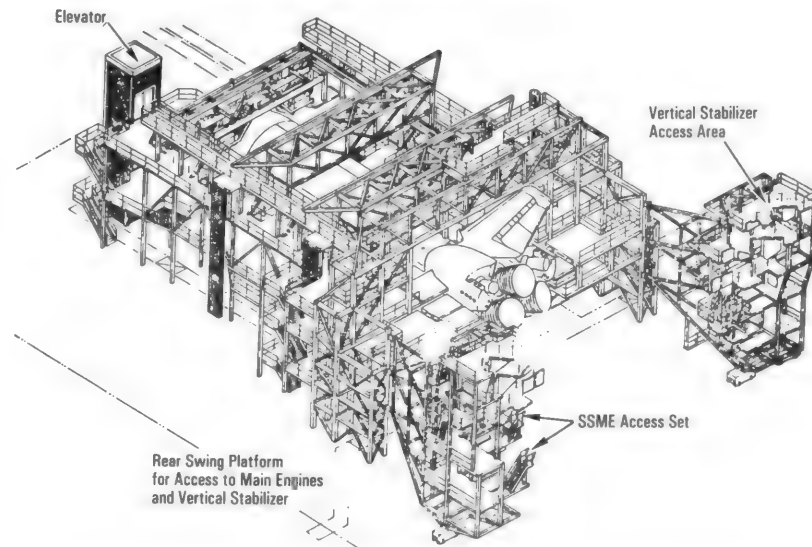 Elevator
Vertical Stabilizer
Access Area
SSME Access Set
Rear Swing Platform
for Access to Main Engines
and Vertical Stabilizer